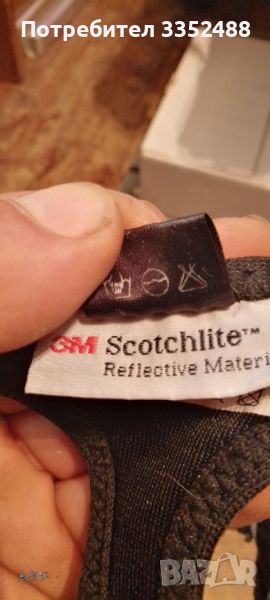 Потребител 3352488
3M Scotchlite™
Reflective Materi
BAZAR